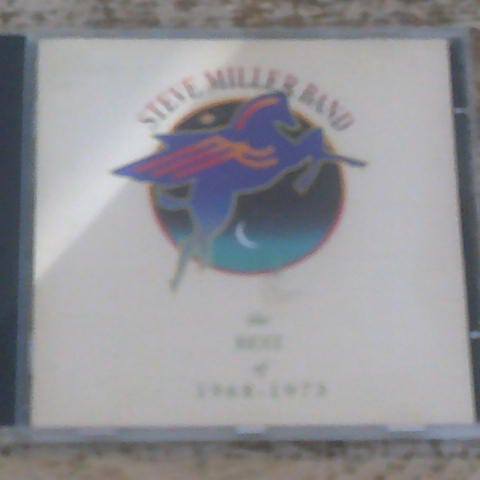 STEVE MILLER BAND
the
BEST
of
1968-1973